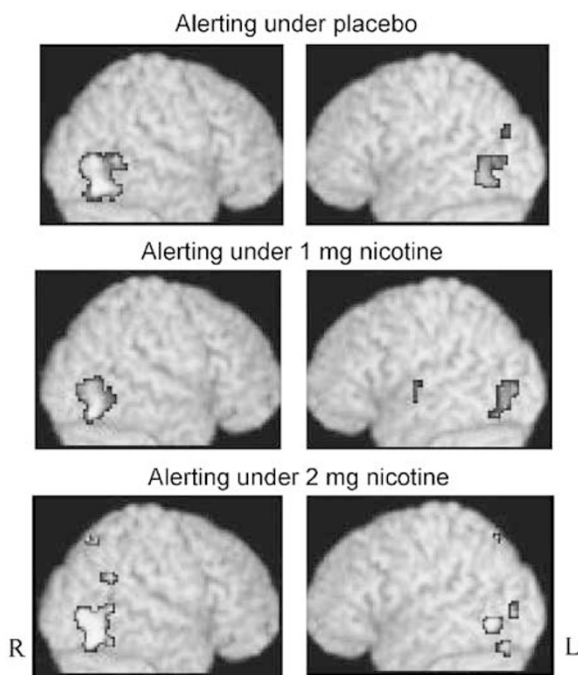 Alerting under placebo
Alerting under 1 mg nicotine
Alerting under 2 mg nicotine
R L